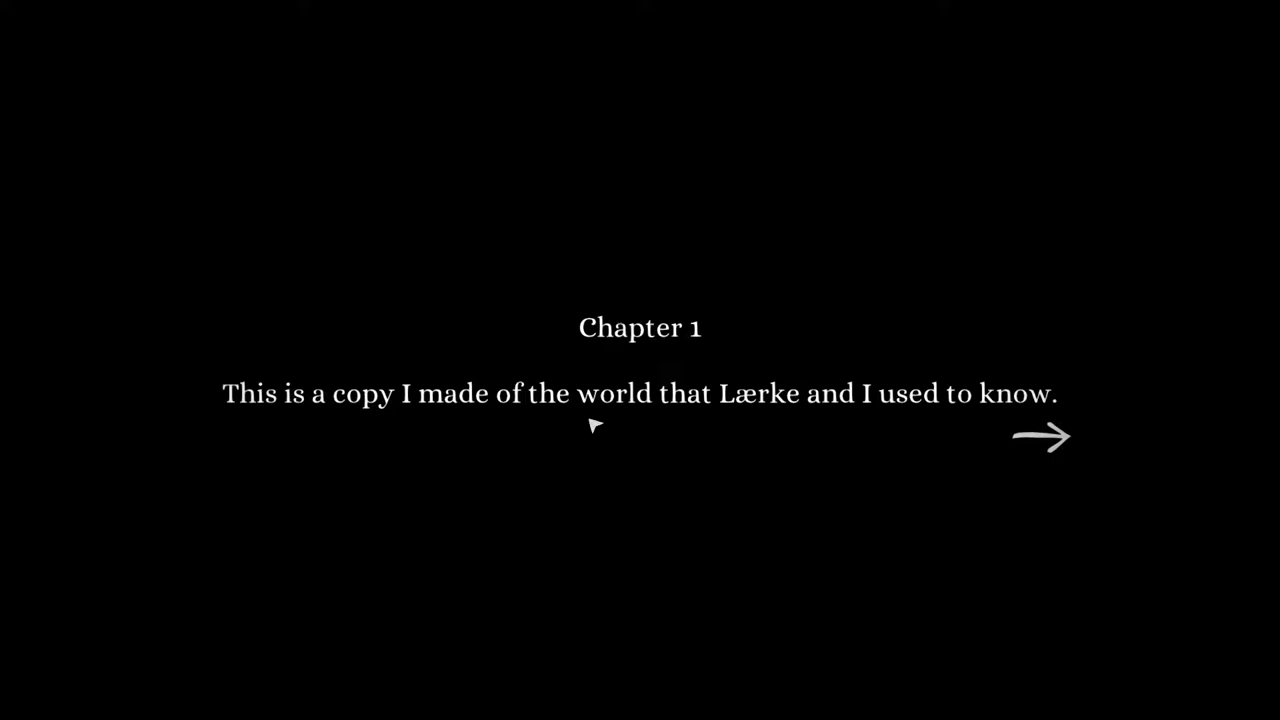 Chapter 1
This is a copy I made of the world that Lærke and I used to know.